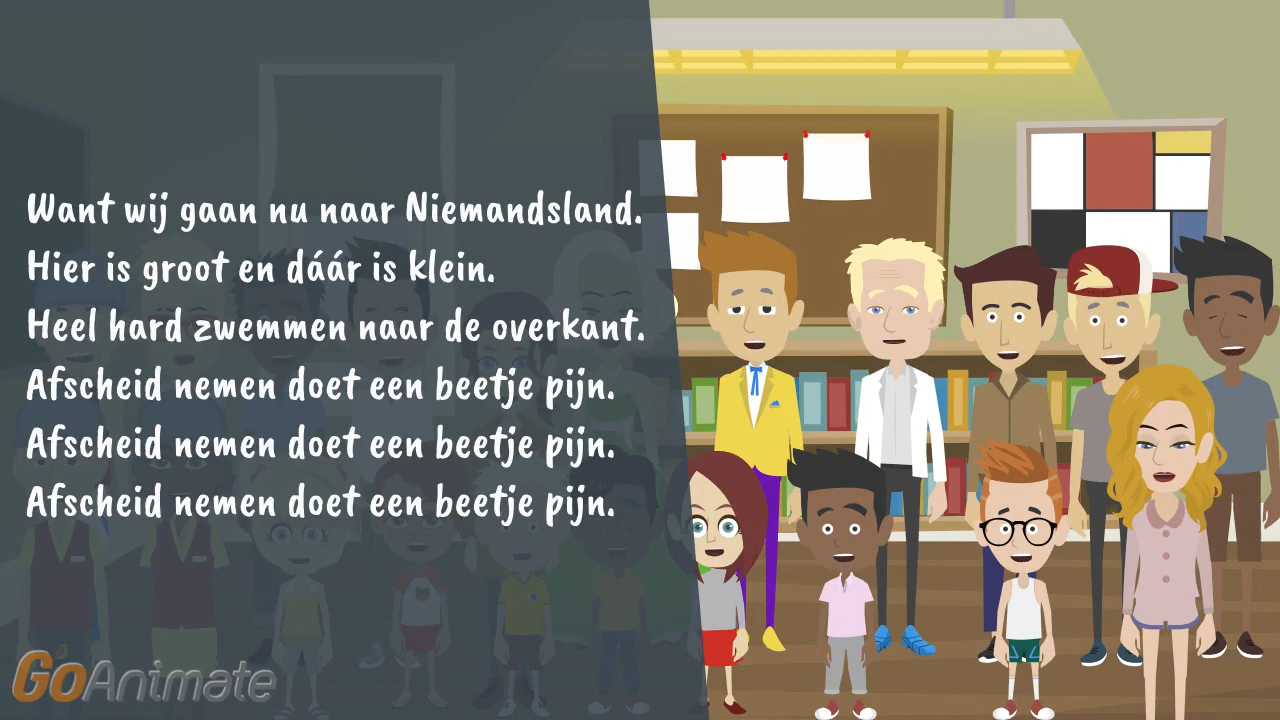 Want wij gaan nu naar Niemandsland.
Hier is groot en dáár is klein.
Heel hard zwemmen naar de overkant.
Afscheid nemen doet een beetje pijn.
Afscheid nemen doet een beetje pijn.
Afscheid nemen doet een beetje pijn.
GoAnimate